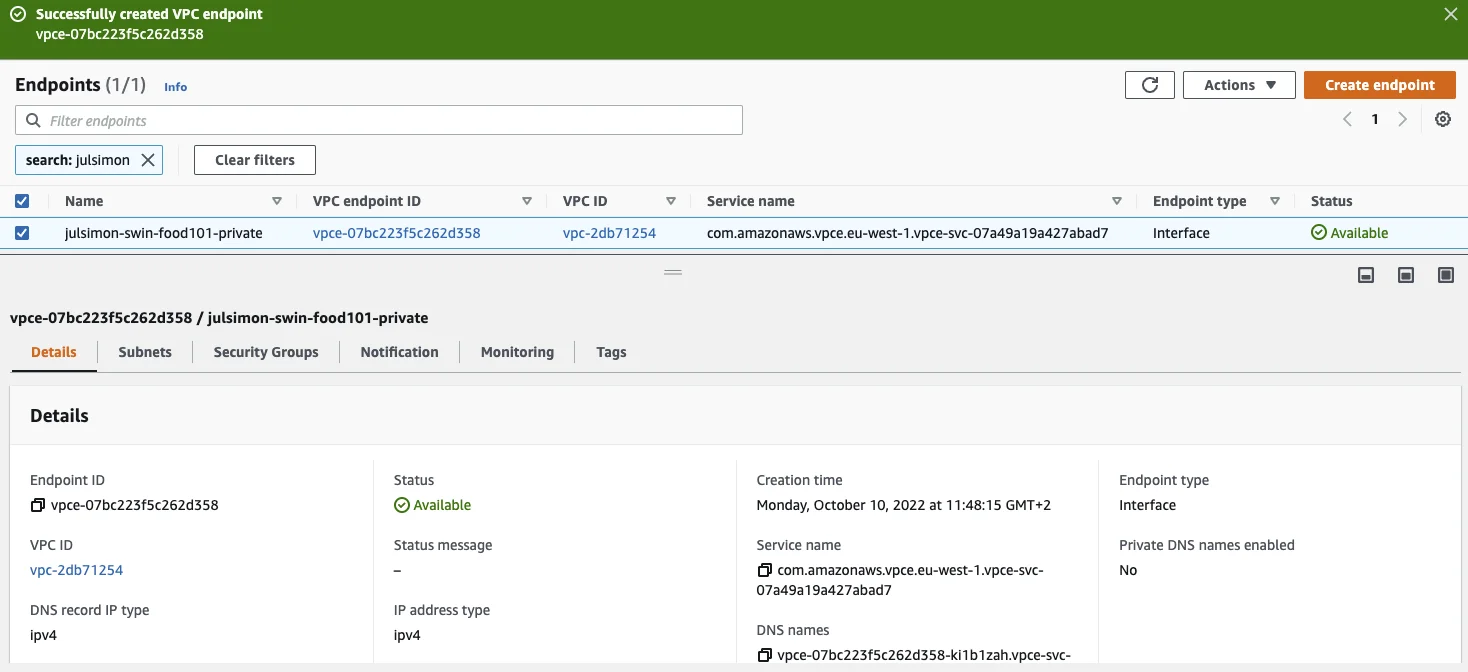 Successfully created VPC endpoint
vpce-07bc223f5c262d358
Endpoints (1/1) Info
Actions
Create endpoint
Filter endpoints
1
search: julsimon
Clear filters
Name VPC endpoint ID VPC ID Service name Endpoint type Status
julsimon-swin-food101-private vpce-07bc223f5c262d358 vpc-2db71254 com.amazonaws.vpce.eu-west-1.vpce-svc-07a49a19a427abad7 Interface Available
vpce-07bc223f5c262d358 / julsimon-swin-food101-private
Details Subnets Security Groups Notification Monitoring Tags
Details
Endpoint ID
vpce-07bc223f5c262d358
VPC ID
vpc-2db71254
DNS record IP type
ipv4
Status
Available
Status message
–
IP address type
ipv4
Creation time
Monday, October 10, 2022 at 11:48:15 GMT+2
Service name
com.amazonaws.vpce.eu-west-1.vpce-svc-
07a49a19a427abad7
DNS names
vpce-07bc223f5c262d358-ki1b1zah.vpce-svc-
Endpoint type
Interface
Private DNS names enabled
No